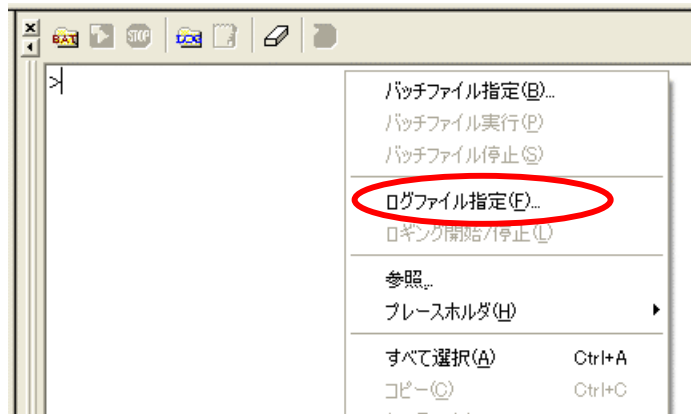 BAT STOP LOG
>
バッチファイル指定(B)...
バッチファイル実行(P)
バッチファイル停止(S)
ログファイル指定(F)...
ロギング開始/停止(L)
参照...
プレースホルダ(H)
すべて選択(A) Ctrl+A
コピー(C) Ctrl+C